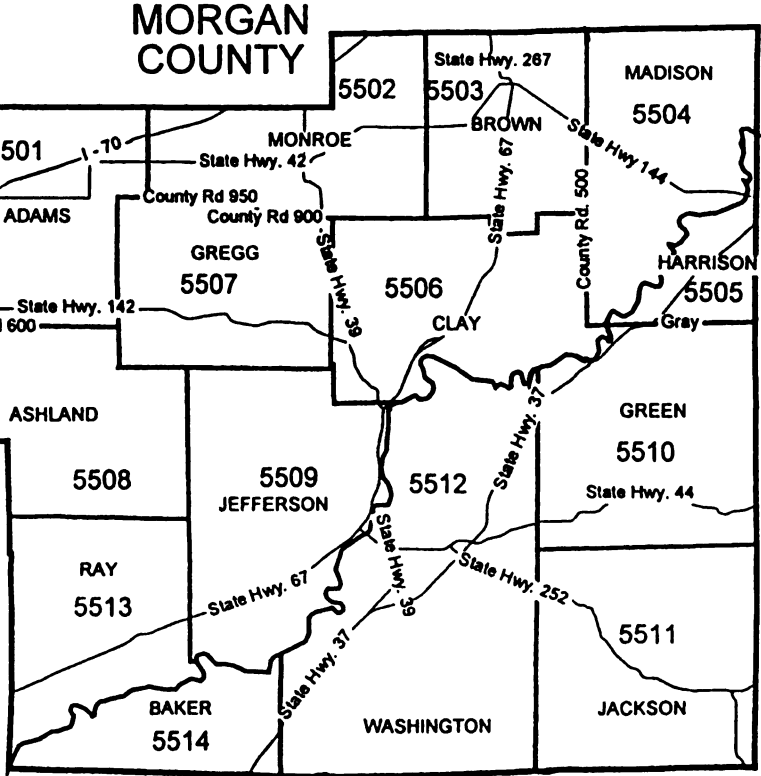 MORGAN
COUNTY
State Hwy. 267
5502
5503
MADISON
5504
BROWN
State Hwy 144
MONROE
501
I - 70
State Hwy. 42
State Hwy. 67
County Rd 950
County Rd. 500
ADAMS
County Rd 900
GREGG
5507
State Hwy. 39
5506
HARRISON
5505
State Hwy. 142
600
CLAY
Gray
ASHLAND
State Hwy. 37
GREEN
5510
5508
5509
JEFFERSON
5512
State Hwy. 44
RAY
5513
State Hwy. 67
State Hwy. 39
State Hwy. 252
5511
State Hwy. 37
BAKER
5514
WASHINGTON
JACKSON